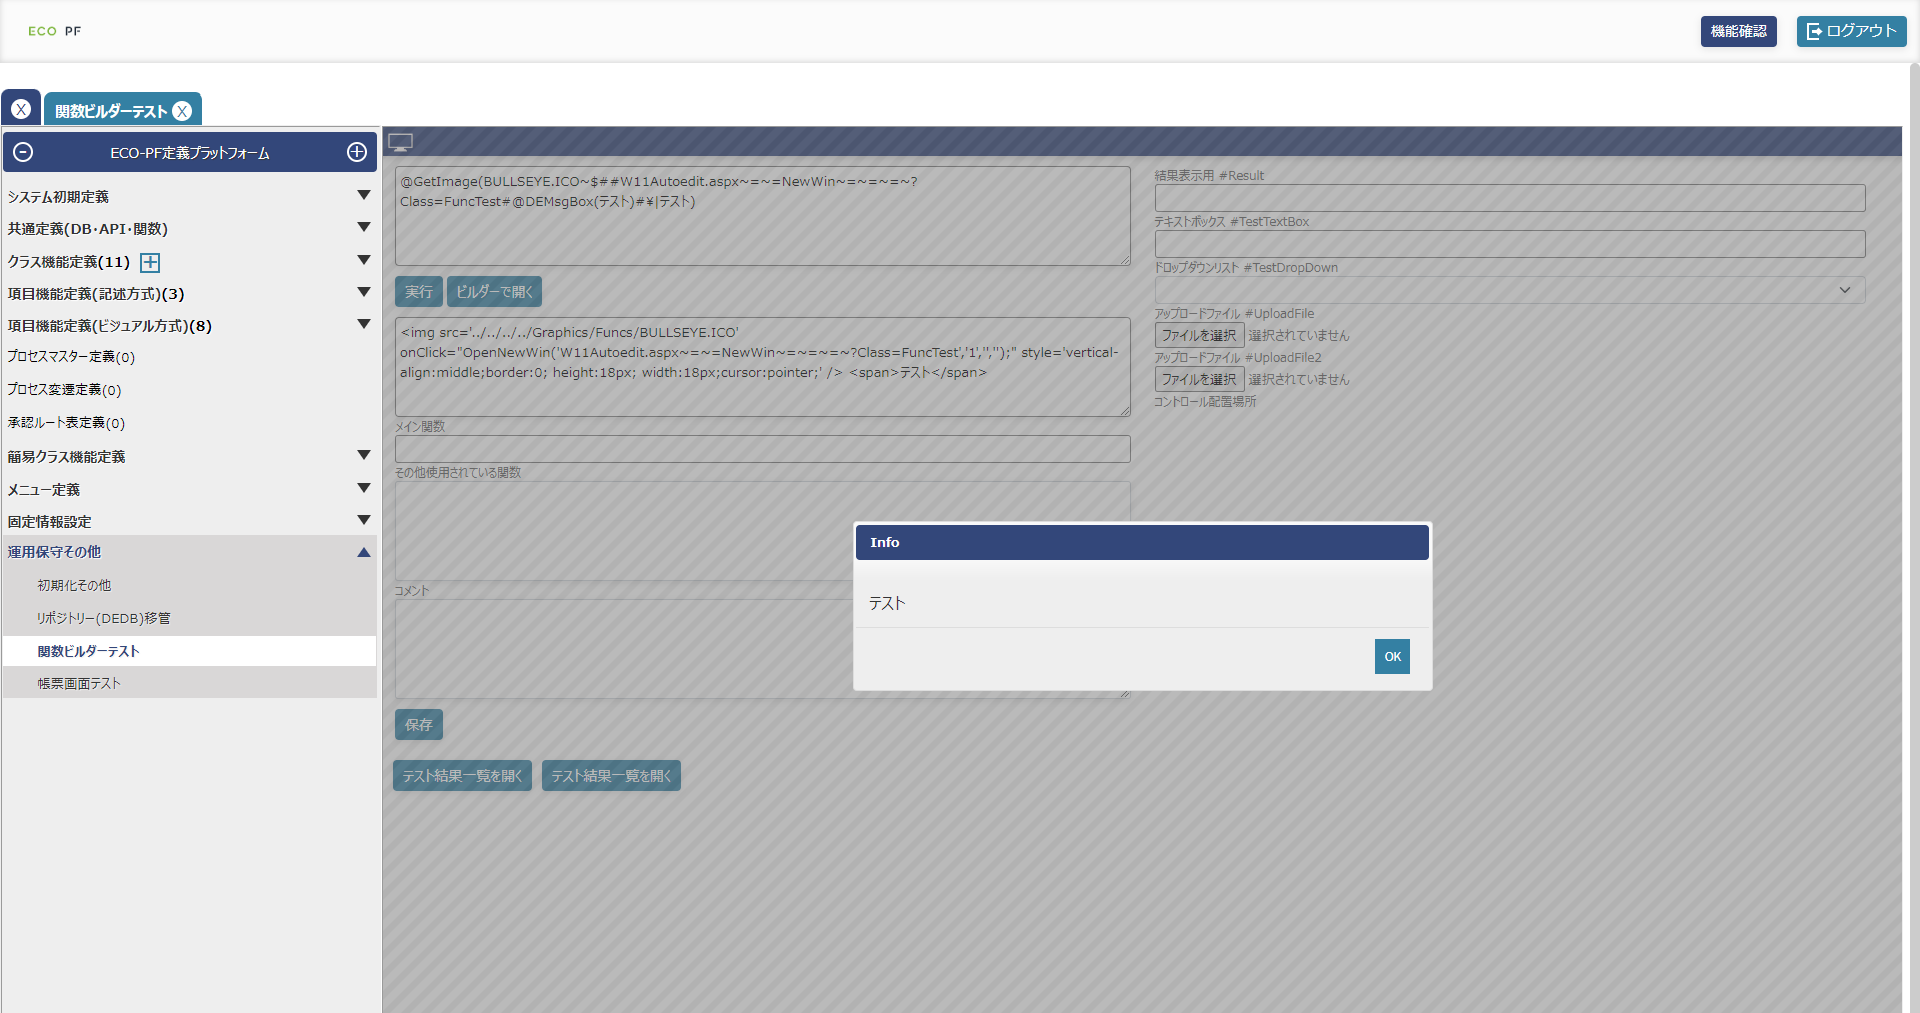 ECO PF
機能確認
ログアウト
X
関数ビルダーテスト X
ECO-PF定義プラットフォーム
システム初期定義
共通定義(DB・API・関数)
クラス機能定義(11)
項目機能定義(記述方式)(3)
項目機能定義(ビジュアル方式)(8)
プロセスマスター定義(0)
プロセス変遷定義(0)
承認ルート表定義(0)
簡易クラス機能定義
メニュー定義
固定情報設定
運用保守その他
初期化その他
リポジトリー(DEDB)移管
関数ビルダーテスト
帳票画面テスト
@GetImage(BULLSEYE.ICO~$##W11Autoedit.aspx~=~=NewWin~=~=~=~?
Class=FuncTest#@DEMsgBox(テスト)#¥|テスト)
実行
ビルダーで開く
<img src='../../../../Graphics/Funcs/BULLSEYE.ICO'
onClick="OpenNewWin('W11Autoedit.aspx~=~=NewWin~=~=~=~?Class=FuncTest','1','','');" style='vertical-
align:middle;border:0; height:18px; width:18px;cursor:pointer;' /> <span>テスト</span>
メイン関数
その他使用されている関数
コメント
保存
テスト結果一覧を開く
テスト結果一覧を開く
結果表示用 #Result
テキストボックス #TestTextBox
ドロップダウンリスト #TestDropDown
アップロードファイル #UploadFile
ファイルを選択 選択されていません
アップロードファイル #UploadFile2
ファイルを選択 選択されていません
コントロール配置場所
Info
テスト
OK